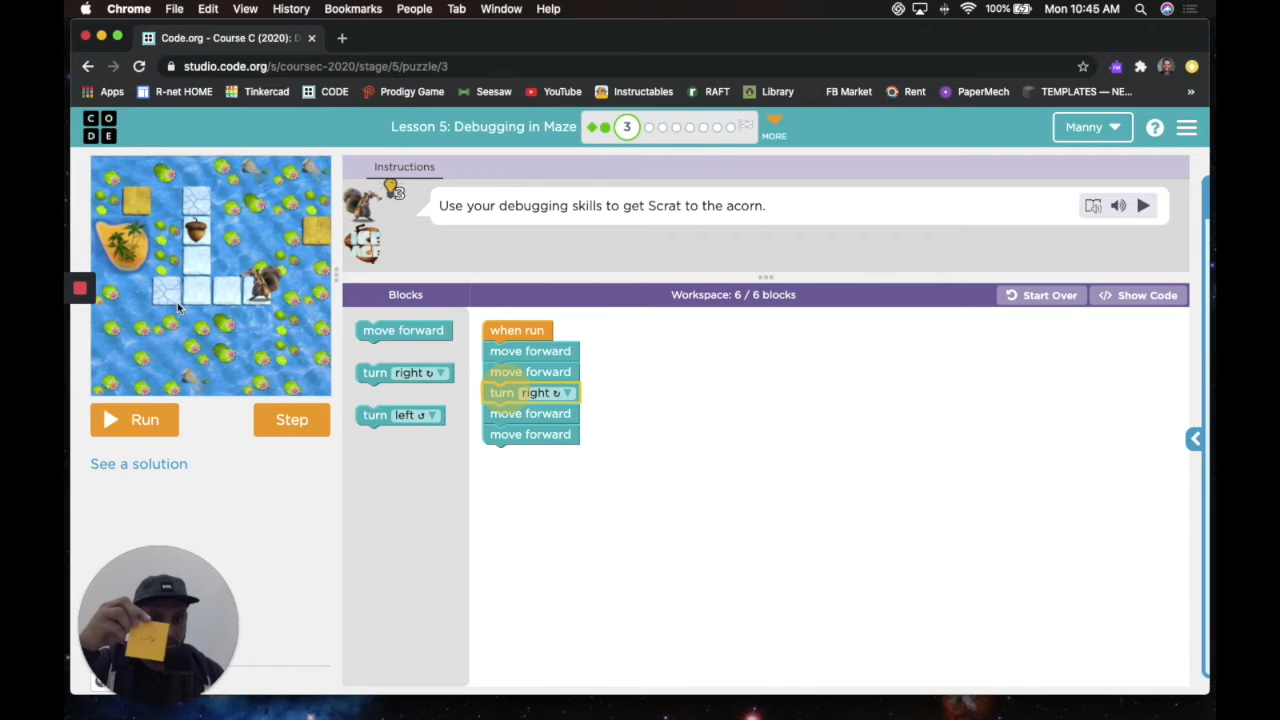 Chrome File Edit View History Bookmarks People Tab Window Help 100% Mon 10:45 AM
Code.org - Course C (2020): D
studio.code.org/s/coursec-2020/stage/5/puzzle/3
Apps R-net HOME Tinkercad CODE Prodigy Game Seesaw YouTube Instructables RAFT Library FB Market Rent PaperMech TEMPLATES — NE... »
CODE Lesson 5: Debugging in Maze 3 MORE Manny ?
Instructions
3 Use your debugging skills to get Scrat to the acorn.
ICE AGE
Blocks Workspace: 6 / 6 blocks Start Over </> Show Code
move forward
turn right
turn left
when run
move forward
move forward
turn right
move forward
move forward
Run Step
See a solution